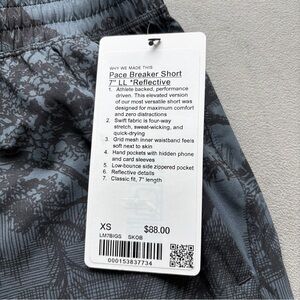 WHY WE MADE THIS
Pace Breaker Short
7" LL *Reflective
1. Athlete backed, performance
driven. This elevated version
of our most versatile short was
designed for maximum comfort
and zero distractions
2. Swift fabric is four-way
stretch, sweat-wicking, and
quick-drying
3. Grid mesh inner waistband feels
soft next to skin
4. Hand pockets with hidden phone
and card sleeves
5. Low-bounce side zippered pocket
6. Reflective details
7. Classic fit, 7" length
XS $88.00
LM7BIGS SKOB
000153837734